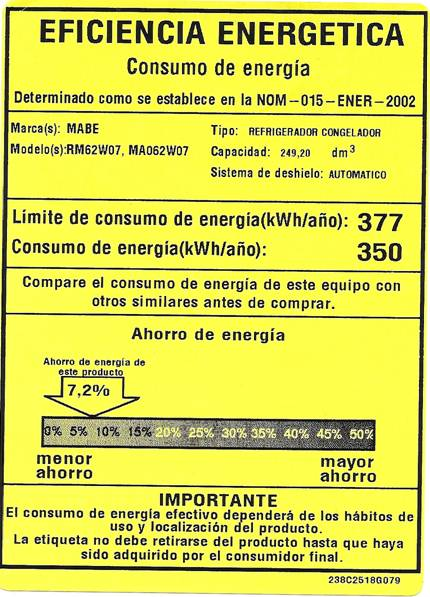 EFICIENCIA ENERGETICA
Consumo de energía
Determinado como se establece en la NOM-015-ENER-2002
Marca(s): MABE
Tipo: REFRIGERADOR CONGELADOR
Modelo(s):RM62W07, MA062W07
Capacidad: 249,20 dm³
Sistema de deshielo: AUTOMATICO
Límite de consumo de energía(kWh/año): 377
Consumo de energía(kWh/año): 350
Compare el consumo de energía de este equipo con
otros similares antes de comprar.
Ahorro de energía
Ahorro de energía de
este producto
7,2%
0% 5% 10% 15% 20% 25% 30% 35% 40% 45% 50%
menor ahorro
mayor ahorro
IMPORTANTE
El consumo de energía efectivo dependerá de los hábitos de
uso y localización del producto.
La etiqueta no debe retirarse del producto hasta que haya
sido adquirido por el consumidor final.
238C2518G079